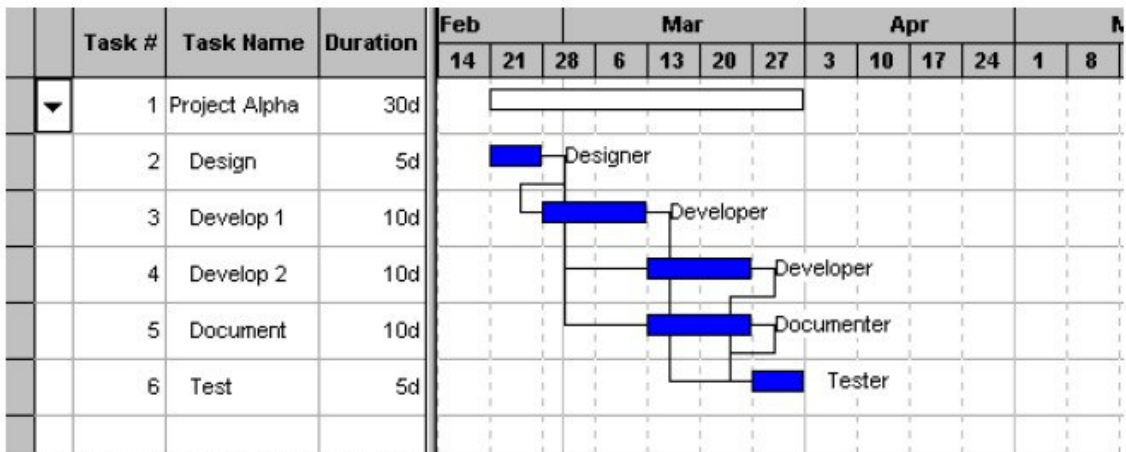 Task # Task Name Duration Feb Mar Apr
14 21 28 6 13 20 27 3 10 17 24 1 8
1 Project Alpha 30d
2 Design 5d Designer
3 Develop 1 10d Developer
4 Develop 2 10d Developer
5 Document 10d Documenter
6 Test 5d Tester